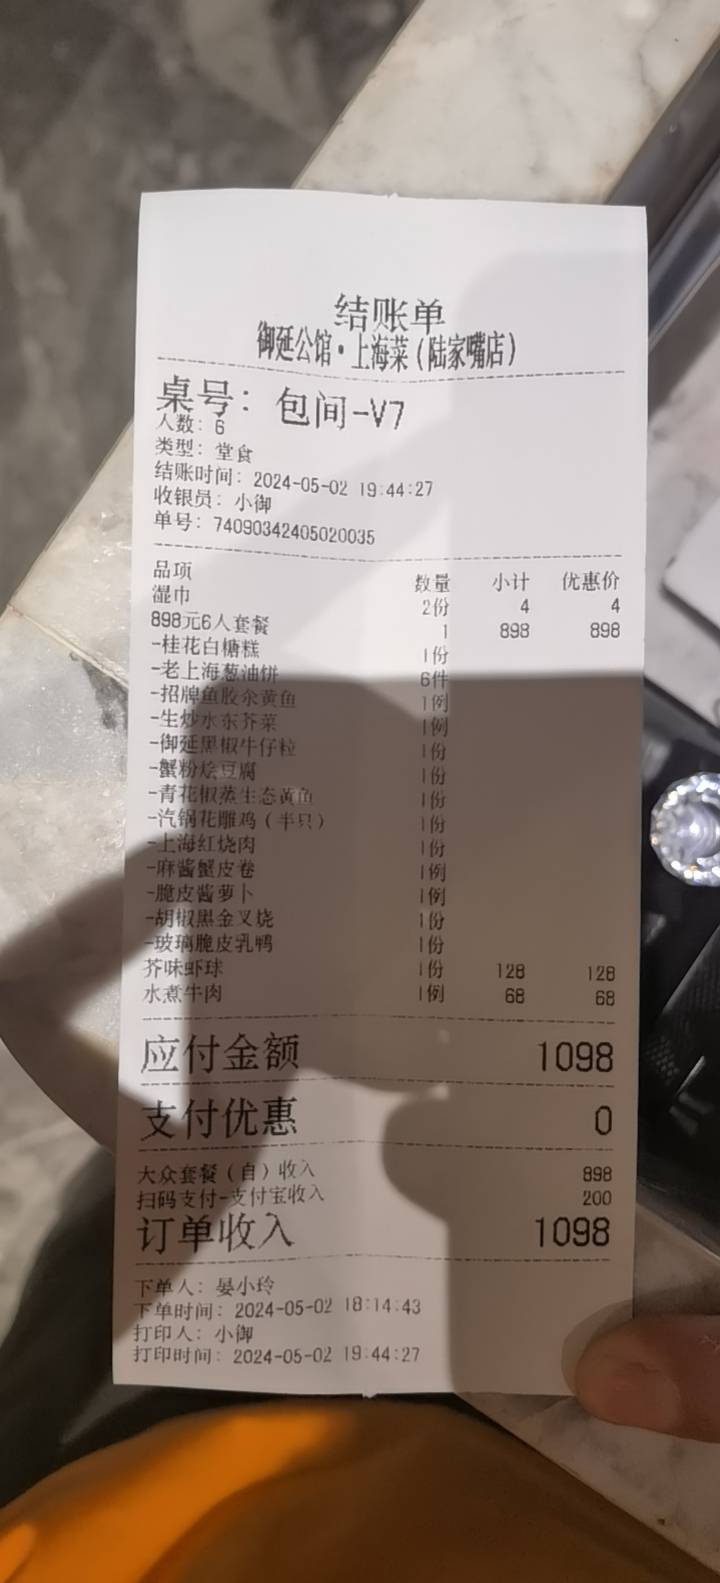 结账单
御延公馆·上海菜(陆家嘴店)
桌号: 包间-V7
人数: 6
类型: 堂食
结账时间: 2024-05-02 19:44:27
收银员: 小御
单号: 74090342405020035
品项 数量 小计 优惠价
湿巾 2份 4 4
898元6人套餐 1 898 898
-桂花白糖糕 1份
-老上海葱油饼 6件
-招牌鱼胶汆黄鱼 1例
-生炒水东芥菜 1例
-御延黑椒牛仔粒 1份
-蟹粉烩豆腐 1份
-青花椒蒸生态黄鱼 1份
-汽锅花雕鸡(半只) 1份
-上海红烧肉 1份
-麻酱蟹皮卷 1例
-脆皮酱萝卜 1例
-胡椒黑金叉烧 1份
-玻璃脆皮乳鸭 1份
芥味虾球 1份 128 128
水煮牛肉 1例 68 68
应付金额 1098
支付优惠 0
大众套餐(自)收入 898
扫码支付-支付宝收入 200
订单收入 1098
下单人: 晏小玲
下单时间: 2024-05-02 18:14:43
打印人: 小御
打印时间: 2024-05-02 19:44:27